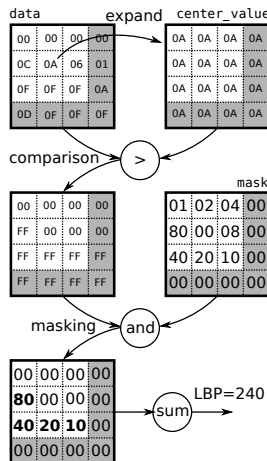 data
expand
center_value
00 00 00 00
0C 0A 06 01
0F 0F 0F 0A
0D 0F 0F 0F
0A 0A 0A 0A
0A 0A 0A 0A
0A 0A 0A 0A
0A 0A 0A 0A
comparison
>
mask
00 00 00 00
FF 00 00 00
FF FF FF FF
FF FF FF FF
01 02 04 00
80 00 08 00
40 20 10 00
00 00 00 00
masking
and
00 00 00 00
80 00 00 00
40 20 10 00
00 00 00 00
sum
LBP=240